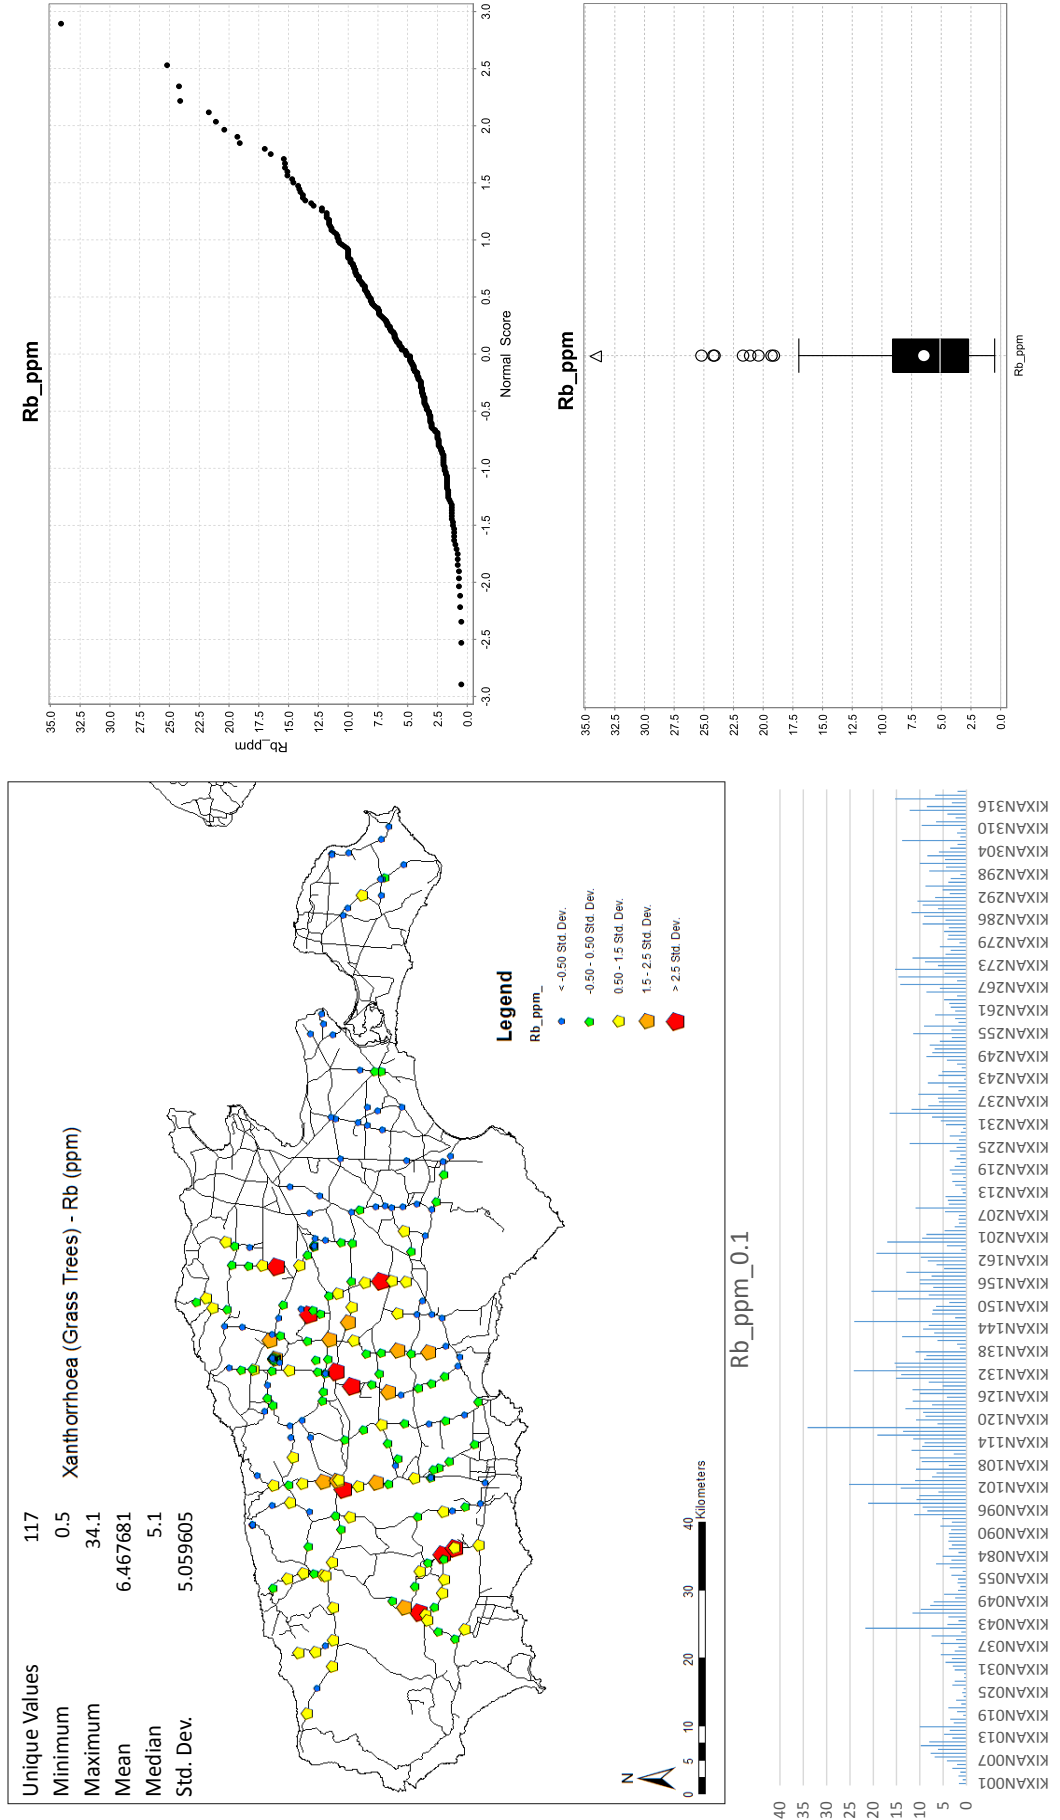 Unique Values 117
Minimum 0.5
Maximum 34.1
Mean 6.467681
Median 5.1
Std. Dev. 5.059605
Xanthorrhoea (Grass Trees) - Rb (ppm)
Legend
Rb_ppm_
< -0.50 Std. Dev.
-0.50 - 0.50 Std. Dev.
0.50 - 1.5 Std. Dev.
1.5 - 2.5 Std. Dev.
> 2.5 Std. Dev.
N
0 5 10 20 30 40
Kilometers
Rb_ppm
35.0
32.5
30.0
27.5
25.0
22.5
20.0
17.5
15.0
12.5
10.0
7.5
5.0
2.5
0.0
Rb_ppm
-3.0 -2.5 -2.0 -1.5 -1.0 -0.5 0.0 0.5 1.0 1.5 2.0 2.5 3.0
Normal Score
Rb_ppm_0.1
40
35
30
25
20
15
10
5
0
KIXAN001 KIXAN007 KIXAN013 KIXAN019 KIXAN025 KIXAN031 KIXAN037 KIXAN043 KIXAN049 KIXAN055 KIXAN084 KIXAN090 KIXAN096 KIXAN102 KIXAN108 KIXAN114 KIXAN120 KIXAN126 KIXAN132 KIXAN138 KIXAN144 KIXAN150 KIXAN156 KIXAN162 KIXAN201 KIXAN207 KIXAN213 KIXAN219 KIXAN225 KIXAN231 KIXAN237 KIXAN243 KIXAN249 KIXAN255 KIXAN261 KIXAN267 KIXAN273 KIXAN279 KIXAN286 KIXAN292 KIXAN298 KIXAN304 KIXAN310 KIXAN316
Rb_ppm
35.0
32.5
30.0
27.5
25.0
22.5
20.0
17.5
15.0
12.5
10.0
7.5
5.0
2.5
0.0
Rb_ppm